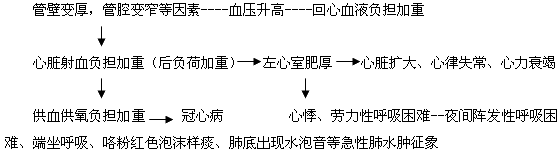 管壁变厚，管腔变窄等因素----血压升高----回心血液负担加重
心脏射血负担加重（后负荷加重） 左心室肥厚 心脏扩大、心律失常、心力衰竭
供血供氧负担加重 冠心病 心悸、劳力性呼吸困难--夜间阵发性呼吸困
难、端坐呼吸、咯粉红色泡沫样痰、肺底出现水泡音等急性肺水肿征象